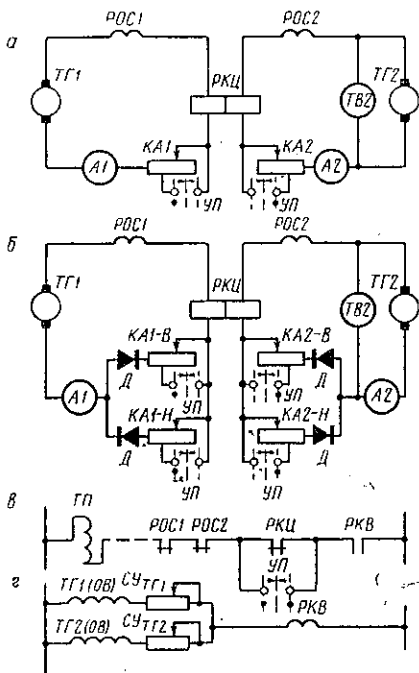 а
РОС1
РОС2
ТГ1
РКЦ
ТВ2
ТГ2
КА1
КА2
А1
А2
УП
УП
б
РОС1
РОС2
ТГ1
РКЦ
ТВ2
ТГ2
КА1-В
КА2-В
Д
УП
УП
Д
А1
КА1-Н
КА2-Н
А2
Д
УП
УП
Д
в
ТП
РОС1
РОС2
РКЦ
РКВ
УП
г
ТГ1(ОВ)
СУТГ1
ТГ2(ОВ)
СУТГ2
РКВ